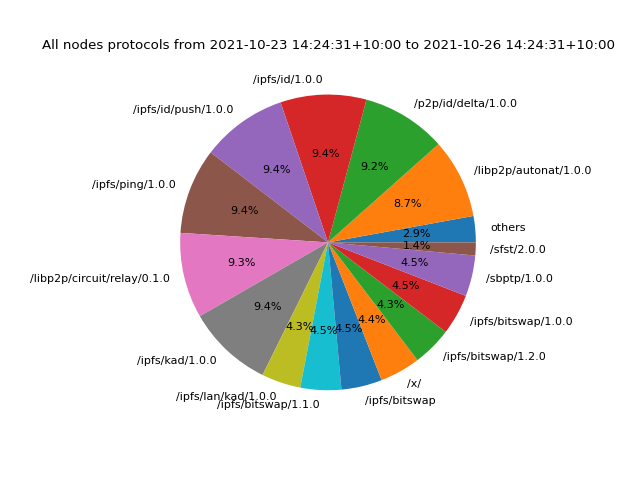 All nodes protocols from 2021-10-23 14:24:31+10:00 to 2021-10-26 14:24:31+10:00
/ipfs/id/1.0.0
/p2p/id/delta/1.0.0
/ipfs/id/push/1.0.0
9.4%
9.2%
/libp2p/autonat/1.0.0
9.4%
/ipfs/ping/1.0.0
8.7%
9.4%
others
2.9%
1.4%
/sfst/2.0.0
9.3%
4.5%
/libp2p/circuit/relay/0.1.0
/sbptp/1.0.0
4.5%
9.4%
4.3%
4.4%
/ipfs/bitswap/1.0.0
4.3%
4.5%
4.5%
/ipfs/kad/1.0.0
/ipfs/bitswap/1.2.0
/x/
/ipfs/lan/kad/1.0.0
/ipfs/bitswap
/ipfs/bitswap/1.1.0